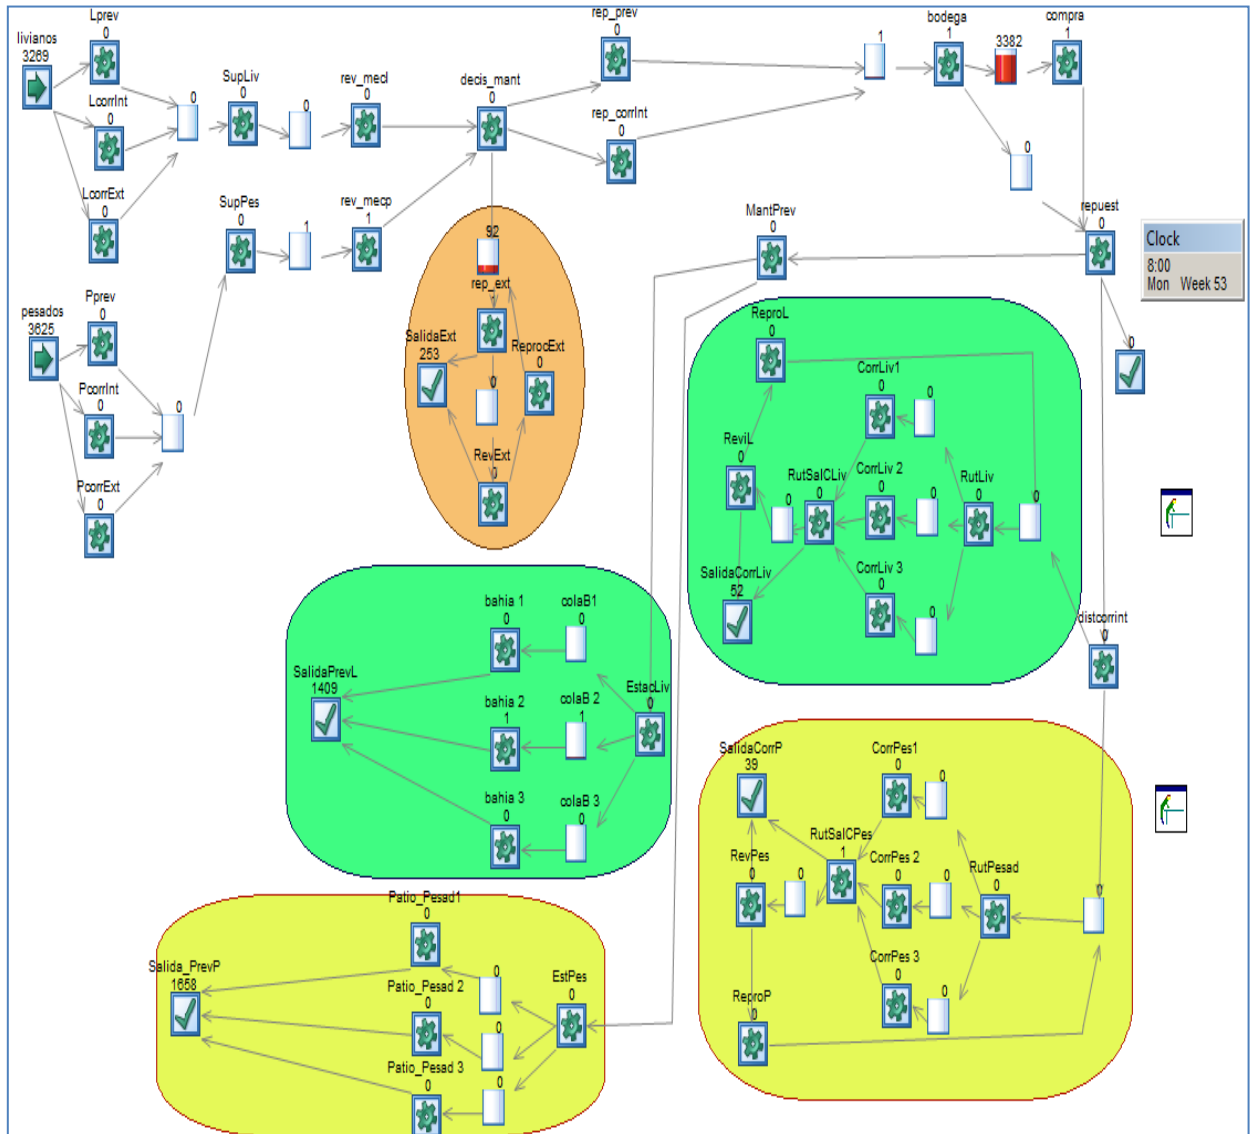 livianos
3269
Lprev
0
LcorrInt
0
LcorrExt
0
0
SupLiv
0
0
rev_mecl
0
decis_mant
0
rep_prev
0
rep_corrInt
0
1
bodega
1
3382
compra
1
0
repuest
0
0
Clock
8:00
Mon Week 53
SupPes
0
1
rev_mecp
1
pesados
3625
Pprev
0
PcorrInt
0
PcorrExt
0
0
92
rep_ext
1
SalidaExt
253
ReprocExt
0
0
RevExt
0
MantPrev
0
ReproL
0
CorrLiv1
0
0
ReviL
0
RutSalCLiv
0
0
CorrLiv 2
0
0
RutLiv
0
0
CorrLiv 3
0
0
SalidaCorrLiv
52
distcorrint
0
bahia 1
0
colaB1
0
SalidaPrevL
1409
bahia 2
1
colaB 2
1
EstacLiv
0
bahia 3
0
colaB 3
0
SalidaCorrP
39
CorrPes1
0
0
RevPes
0
0
RutSalCPes
1
CorrPes 2
0
0
RutPesad
0
0
CorrPes 3
0
0
ReproP
0
Patio_Pesad1
0
0
Salida_PrevP
1658
Patio_Pesad 2
0
0
EstPes
0
Patio_Pesad 3
0
0